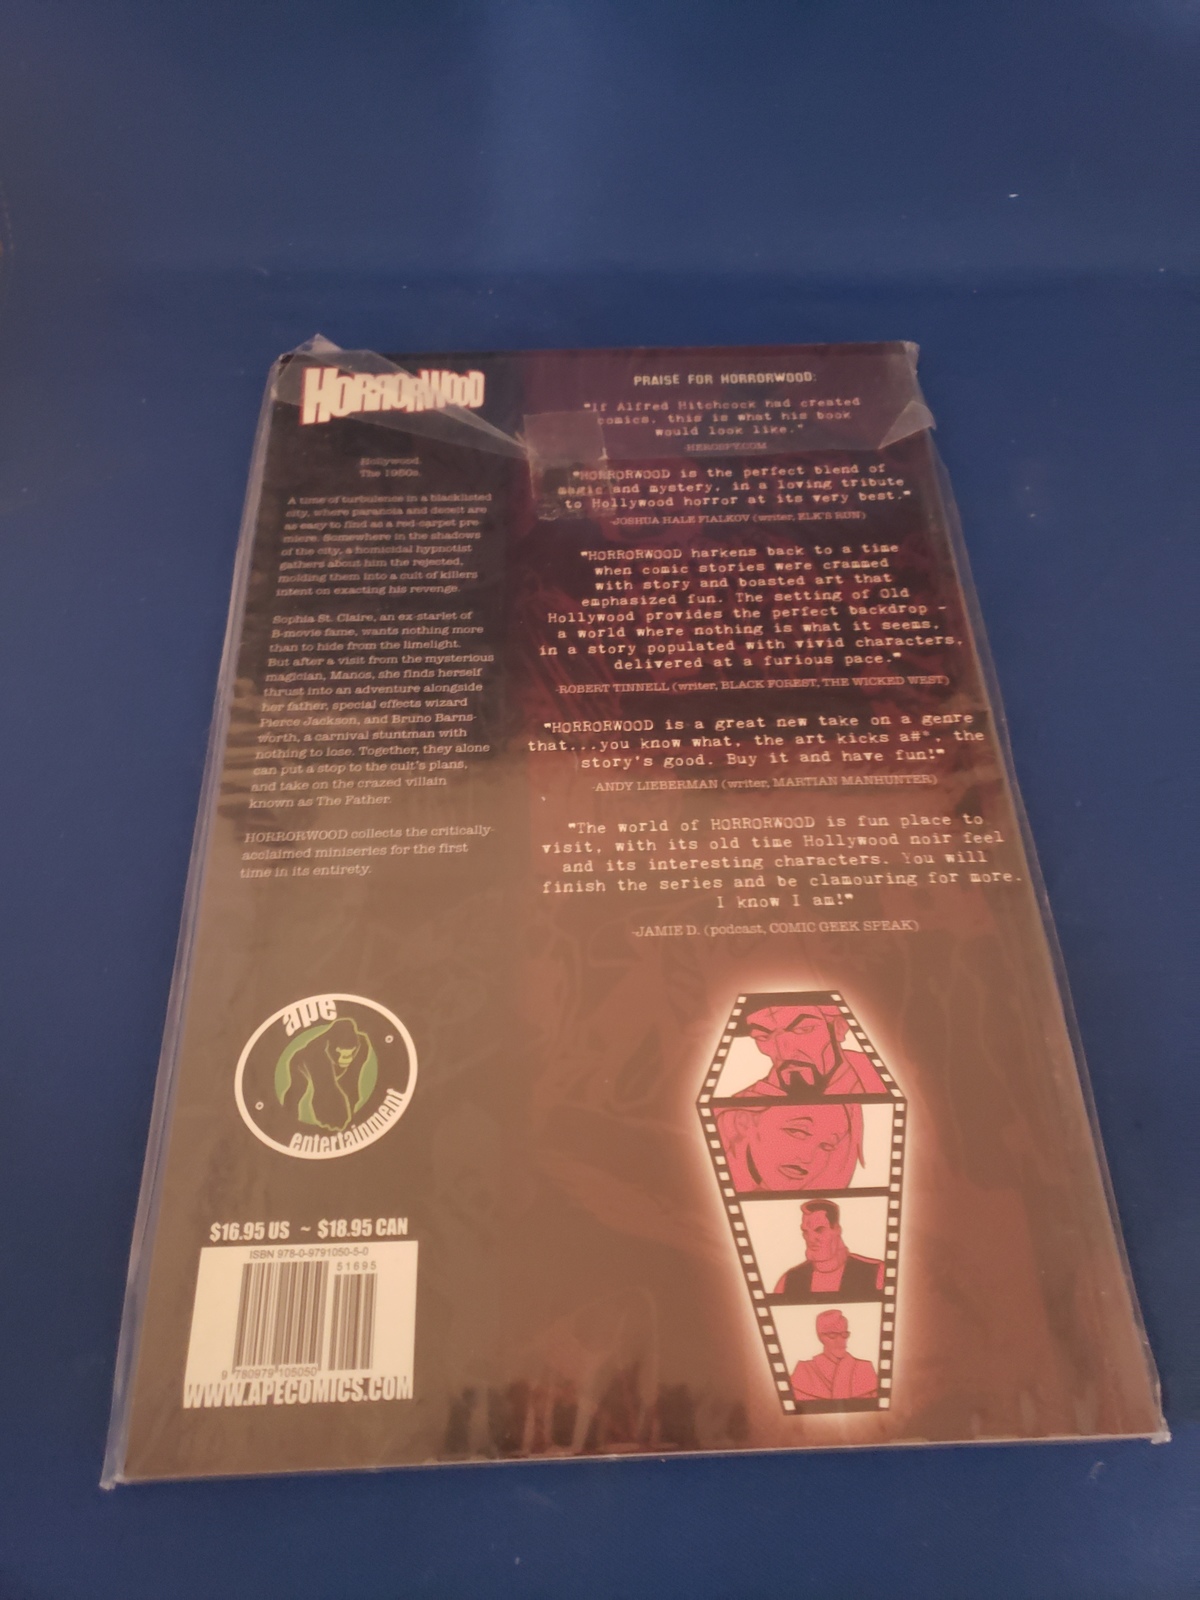 HORRORWOOD
Hollywood.
The 1950s.
A time of turbulence in a blacklisted
city, where paranoia and deceit are
as easy to find as a red-carpet pre-
miere. Somewhere in the shadows
of the city, a homicidal hypnotist
gathers about him the rejected,
molding them into a cult of killers
intent on exacting his revenge.
Sophia St. Claire, an ex-starlet of
B-movie fame, wants nothing more
than to hide from the limelight.
But after a visit from the mysterious
magician, Manos, she finds herself
thrust into an adventure alongside
her father, special effects wizard
Pierce Jackson, and Bruno Barns-
worth, a carnival stuntman with
nothing to lose. Together, they alone
can put a stop to the cult's plans,
and take on the crazed villain
known as The Father.
HORRORWOOD collects the critically-
acclaimed miniseries for the first
time in its entirety.
ape
entertainment
$16.95 US ~ $18.95 CAN
ISBN 978-0-9791050-5-0
51695
9 780979 105050
WWW.APECOMICS.COM
PRAISE FOR HORRORWOOD:
"If Alfred Hitchcock had created
comics, this is what his book
would look like."
-HEROSPY.COM
"HORRORWOOD is the perfect blend of
magic and mystery, in a loving tribute
to Hollywood horror at its very best."
-JOSHUA HALE FIALKOV (writer, ELK'S RUN)
"HORRORWOOD harkens back to a time
when comic stories were crammed
with story and boasted art that
emphasized fun. The setting of Old
Hollywood provides the perfect backdrop -
a world where nothing is what it seems,
in a story populated with vivid characters,
delivered at a furious pace."
-ROBERT TINNELL (writer, BLACK FOREST, THE WICKED WEST)
"HORRORWOOD is a great new take on a genre
that...you know what, the art kicks a#*, the
story's good. Buy it and have fun!"
-ANDY LIEBERMAN (writer, MARTIAN MANHUNTER)
"The world of HORRORWOOD is fun place to
visit, with its old time Hollywood noir feel
and its interesting characters. You will
finish the series and be clamouring for more.
I know I am!"
-JAMIE D. (podcast, COMIC GEEK SPEAK)